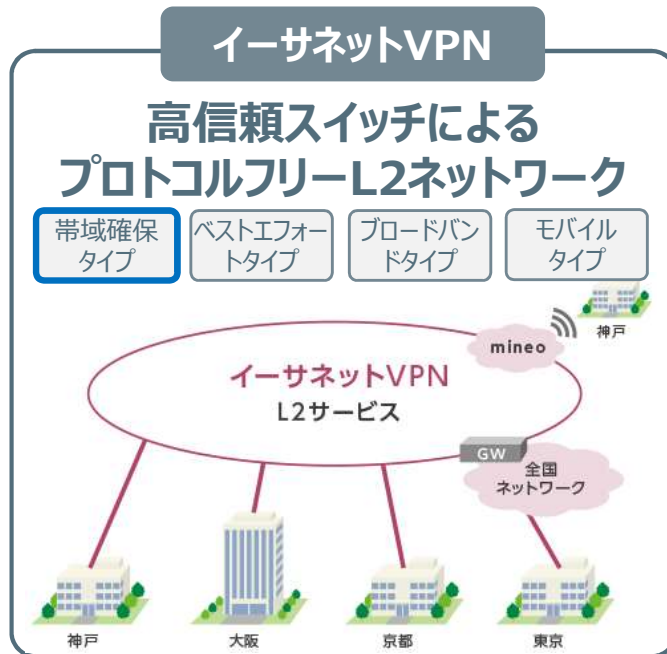 イーサネットVPN
高信頼スイッチによる
プロトコルフリーL2ネットワーク
帯域確保
タイプ
ベストエフォー
トタイプ
ブロードバン
ドタイプ
モバイル
タイプ
神戸
mineo
イーサネットVPN
L2サービス
GW
全国
ネットワーク
神戸
大阪
京都
東京